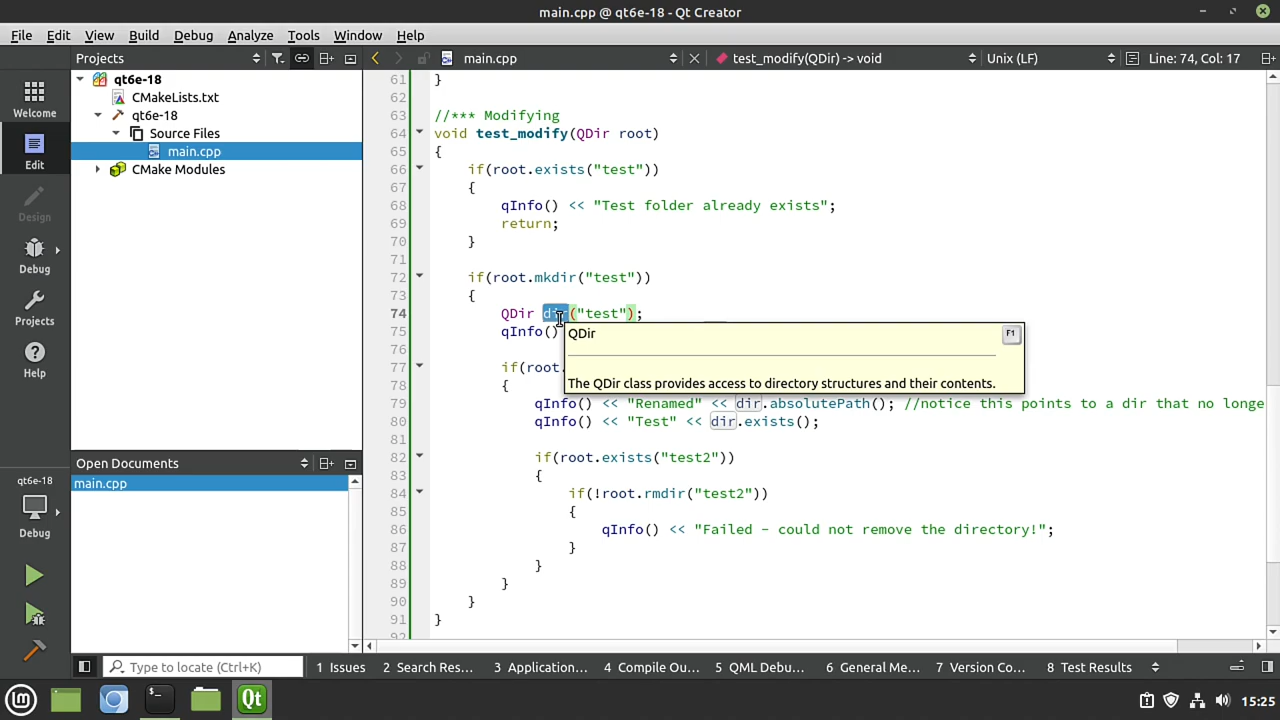 main.cpp @ qt6e-18 - Qt Creator
File Edit View Build Debug Analyze Tools Window Help
Projects
main.cpp
test_modify(QDir) -> void
Unix (LF)
Line: 74, Col: 17
Welcome
Edit
Design
Debug
Projects
Help
qt6e-18
Debug
qt6e-18
CMakeLists.txt
qt6e-18
Source Files
main.cpp
CMake Modules
Open Documents
main.cpp
61 }
62
63 //*** Modifying
64 void test_modify(QDir root)
65 {
66 if(root.exists("test"))
67 {
68 qInfo() << "Test folder already exists";
69 return;
70 }
71
72 if(root.mkdir("test"))
73 {
74 QDir dir("test");
75 qInfo()
76
77 if(root.
78 {
79 qInfo() << "Renamed" << dir.absolutePath(); //notice this points to a dir that no longe
80 qInfo() << "Test" << dir.exists();
81
82 if(root.exists("test2"))
83 {
84 if(!root.rmdir("test2"))
85 {
86 qInfo() << "Failed - could not remove the directory!";
87 }
88 }
89 }
90 }
91 }
92
QDir
F1
The QDir class provides access to directory structures and their contents.
Type to locate (Ctrl+K)
1 Issues 2 Search Res... 3 Application... 4 Compile Ou... 5 QML Debu... 6 General Me... 7 Version Co... 8 Test Results
Qt
15:25